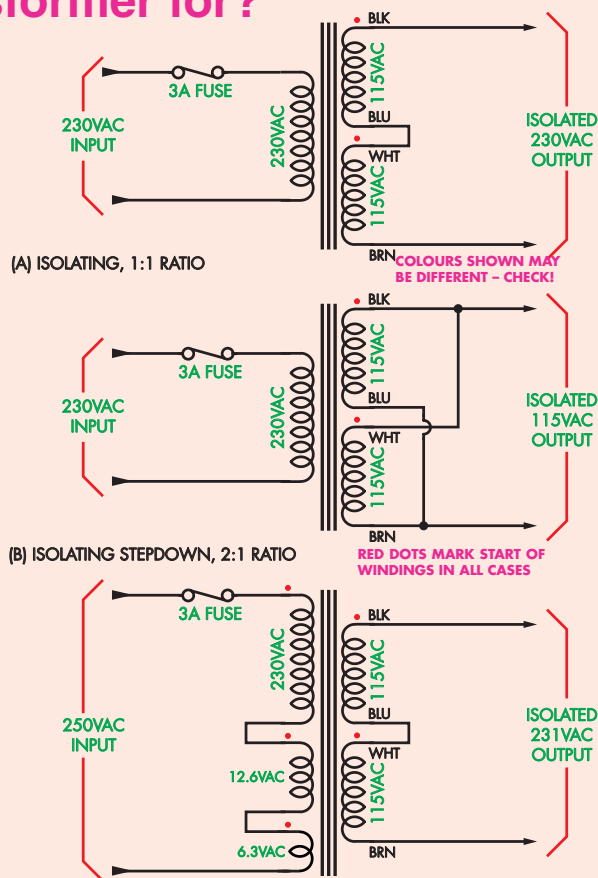 sformer for?
BLK
3A FUSE
115VAC
230VAC
INPUT
230VAC
BLU
WHT
115VAC
ISOLATED
230VAC
OUTPUT
BRN
(A) ISOLATING, 1:1 RATIO
COLOURS SHOWN MAY
BE DIFFERENT – CHECK!
BLK
3A FUSE
115VAC
230VAC
INPUT
230VAC
BLU
WHT
115VAC
ISOLATED
115VAC
OUTPUT
BRN
(B) ISOLATING STEPDOWN, 2:1 RATIO
RED DOTS MARK START OF
WINDINGS IN ALL CASES
3A FUSE
BLK
230VAC
115VAC
250VAC
INPUT
BLU
WHT
12.6VAC
115VAC
6.3VAC
ISOLATED
231VAC
OUTPUT
BRN